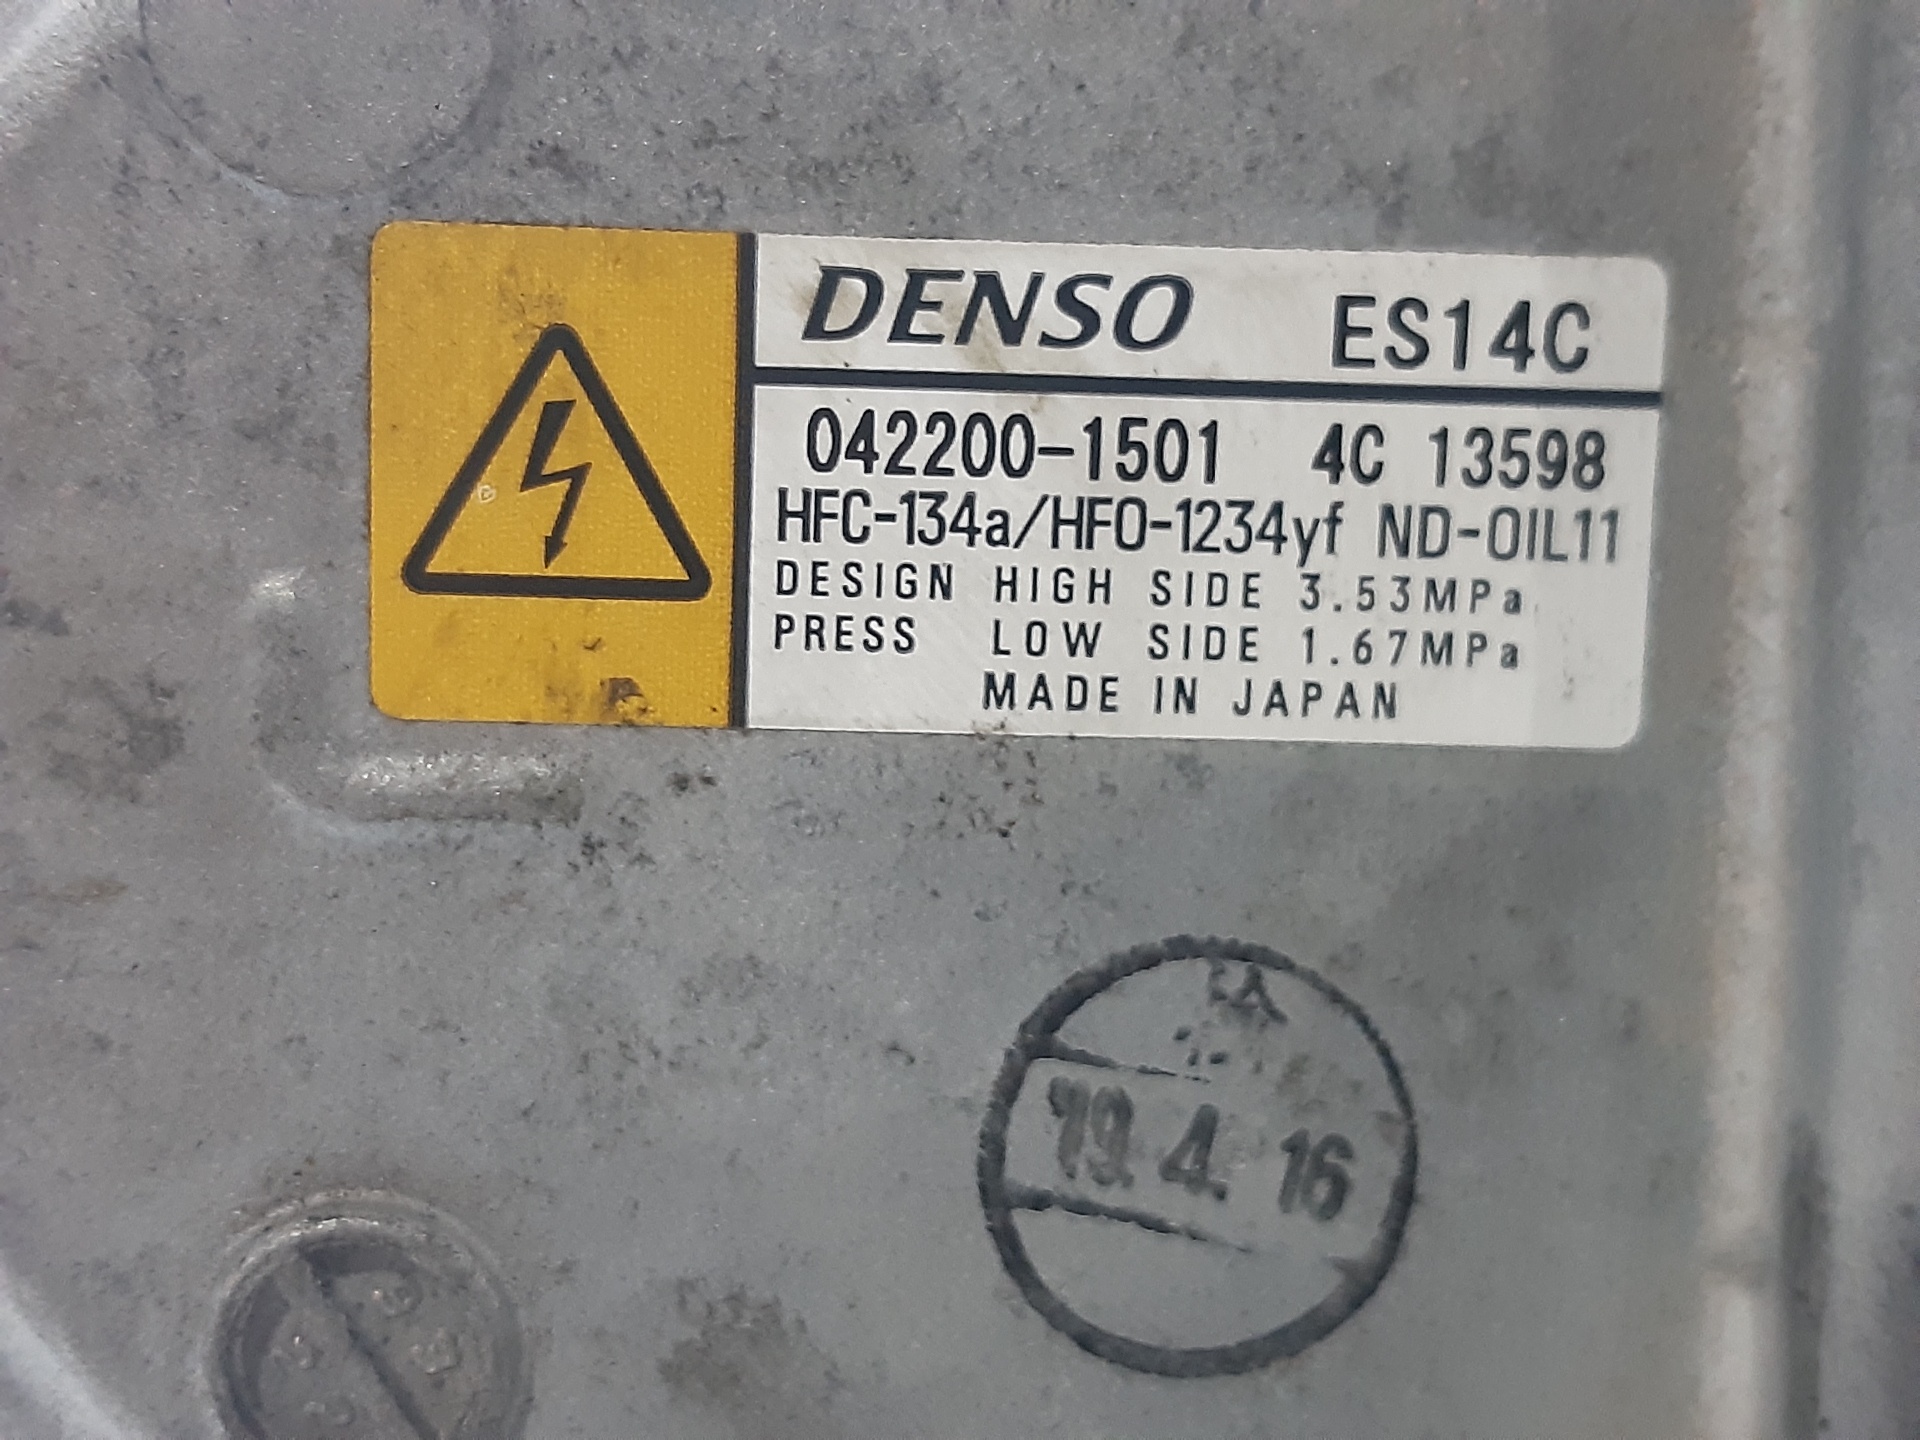 DENSO ES14C
042200-1501 4C 13598
HFC-134a/HFO-1234yf ND-OIL11
DESIGN HIGH SIDE 3.53MPa
PRESS LOW SIDE 1.67MPa
MADE IN JAPAN
19. 4. 16